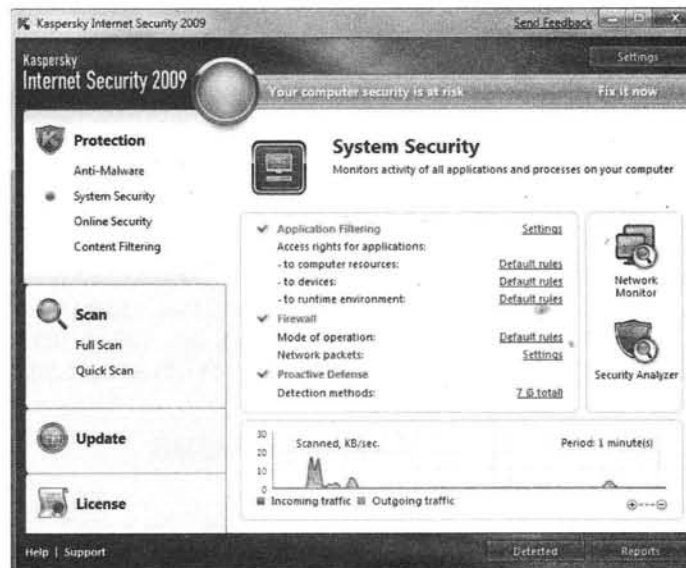 Kaspersky Internet Security 2009
Send Feedback
Settings
Kaspersky
Internet Security 2009
Your computer security is at risk
Fix it now
Protection
Anti-Malware
System Security
Online Security
Content Filtering
Scan
Full Scan
Quick Scan
Update
License
System Security
Monitors activity of all applications and processes on your computer
Application Filtering Settings
Access rights for applications:
- to computer resources: Default rules
- to devices: Default rules
- to runtime environment: Default rules
Firewall
Mode of operation: Default rules
Network packets: Settings
Proactive Defense
Detection methods: 7 (6 total)
Network
Monitor
Security Analyzer
Scanned, KB/sec. Period: 1 minute(s)
30
20
10
0
Incoming traffic Outgoing traffic
Help | Support
Detected
Reports